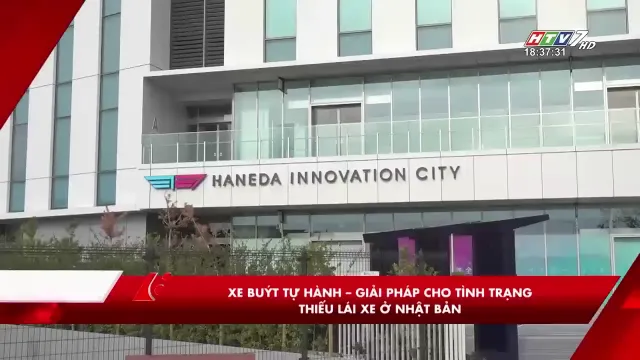 HTV7 HD
18:37:31
HANEDA INNOVATION CITY
XE BUÝT TỰ HÀNH – GIẢI PHÁP CHO TÌNH TRẠNG
THIẾU LÁI XE Ở NHẬT BẢN